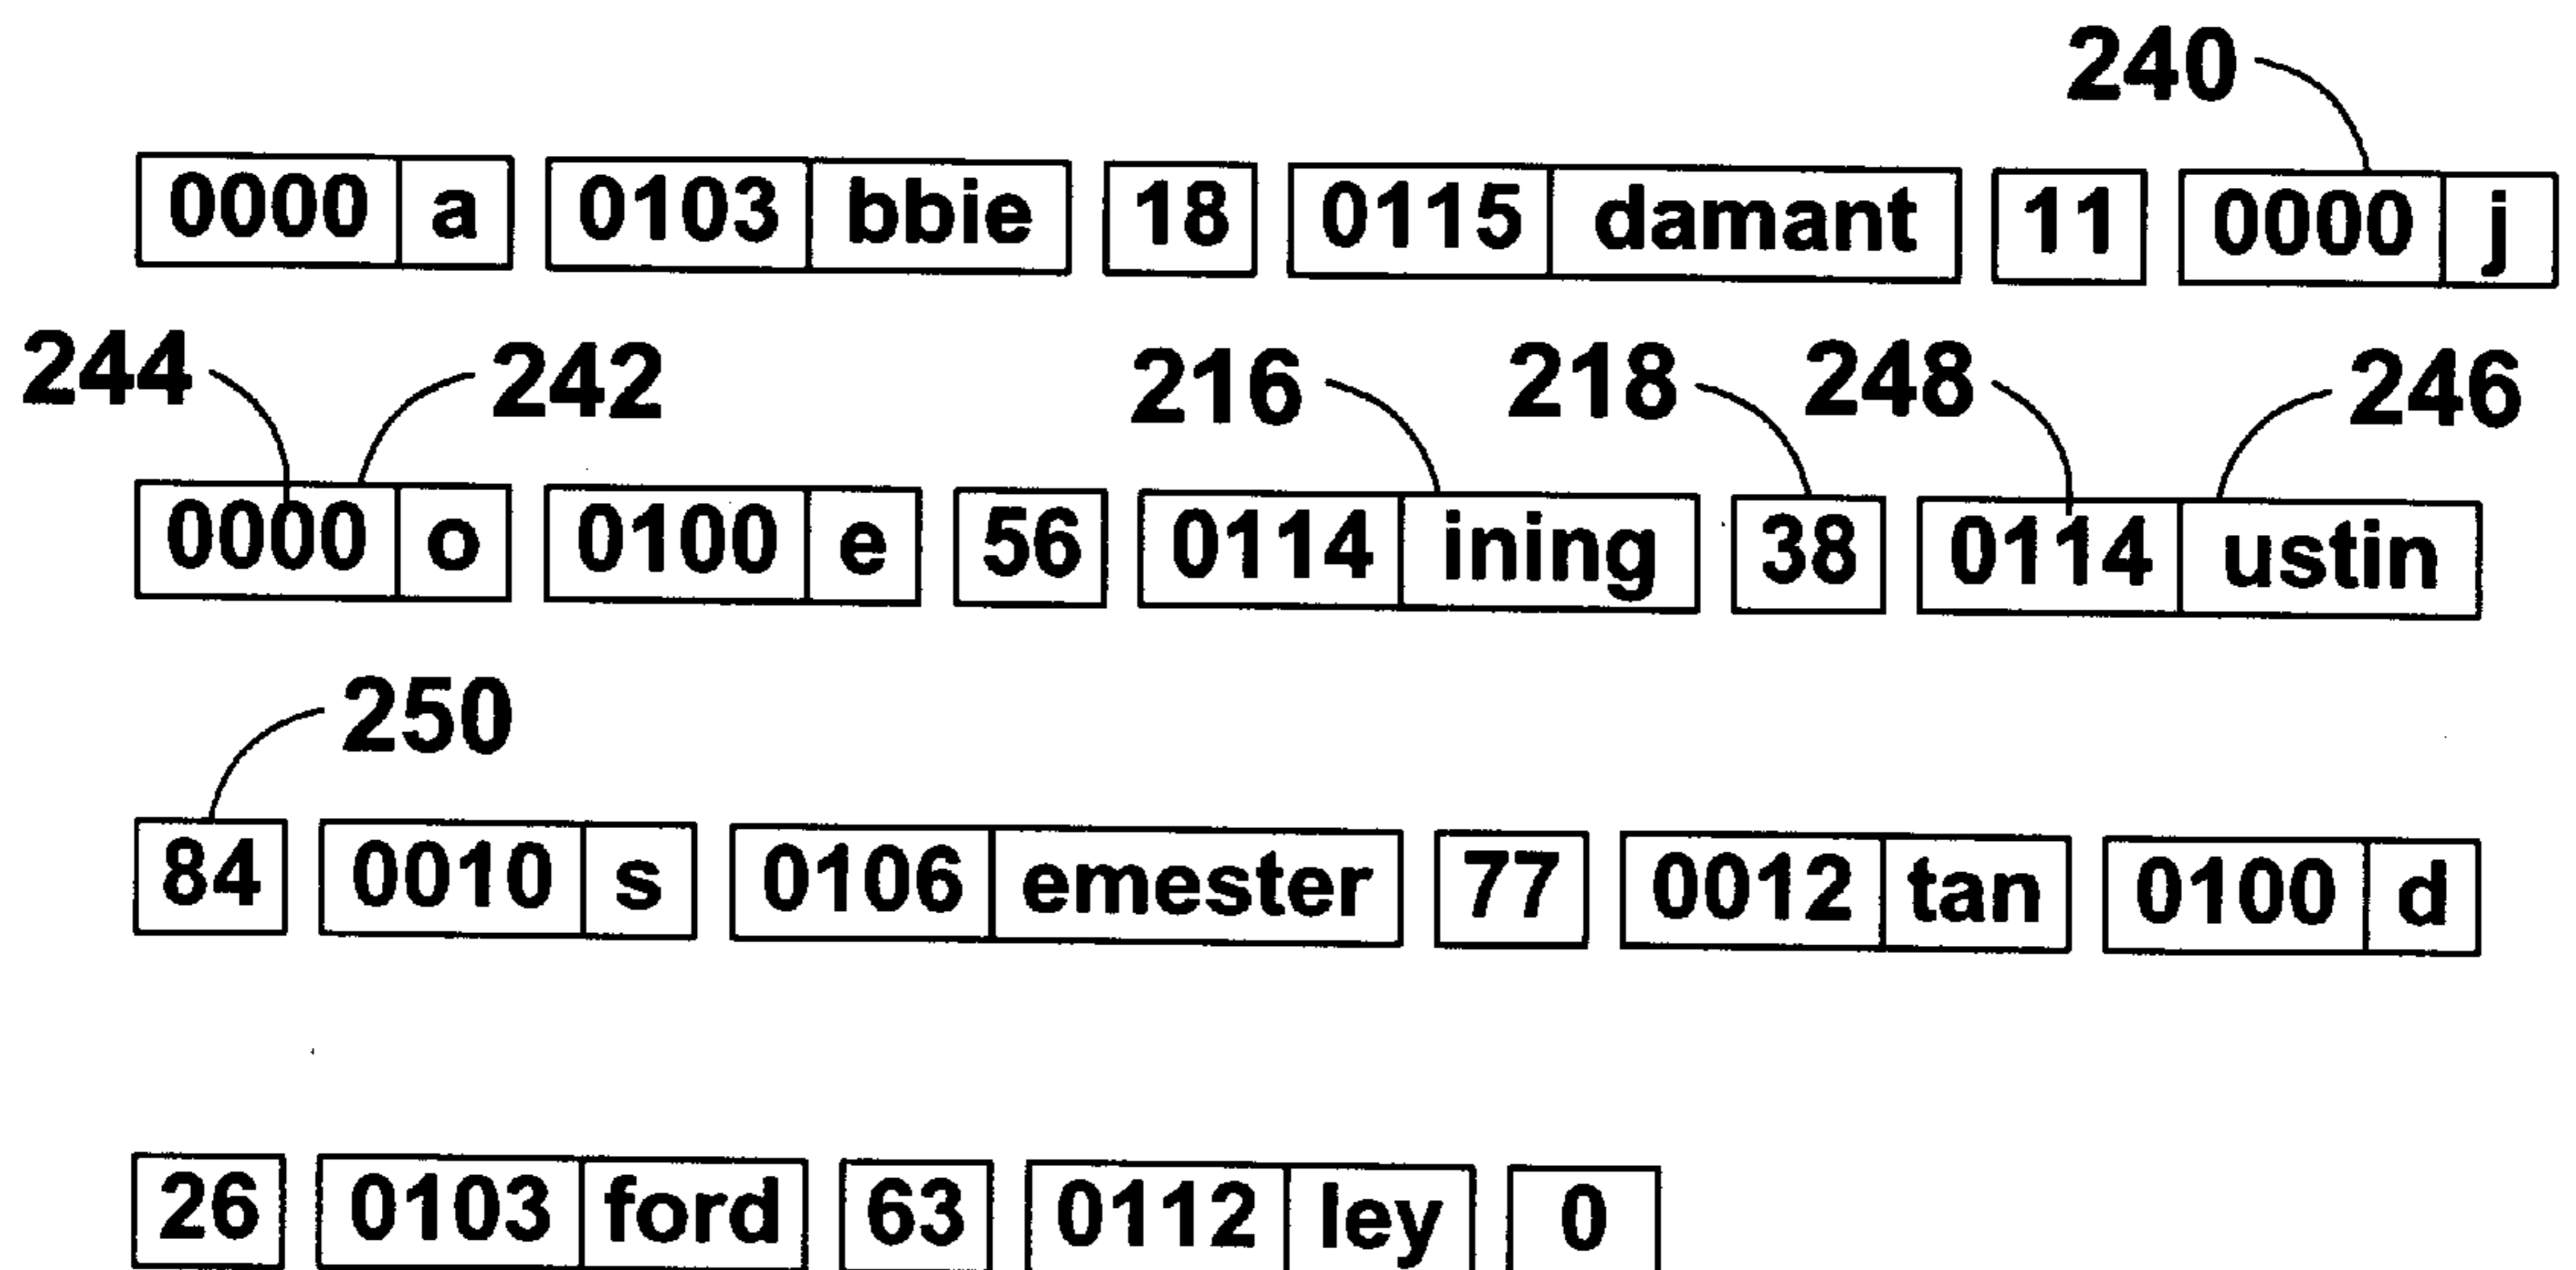 240
0000 a 0103 bbie 18 0115 damant 11 0000 j
244 242 216 218 248 246
0000 o 0100 e 56 0114 ining 38 0114 ustin
250
84 0010 s 0106 emester 77 0012 tan 0100 d
26 0103 ford 63 0112 ley 0